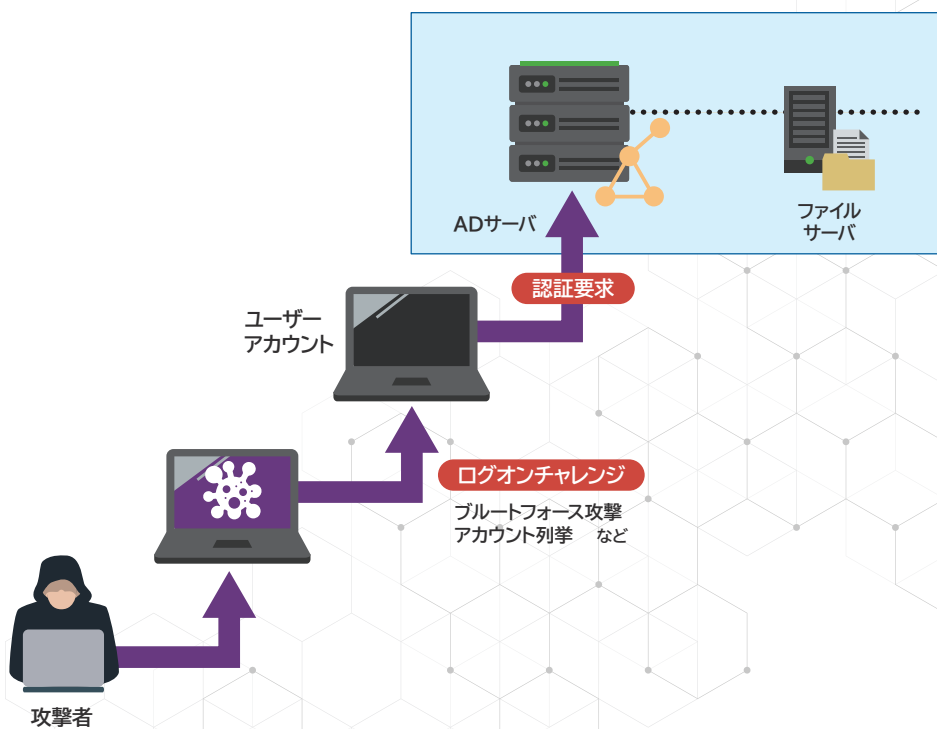 ADサーバ
ファイル
サーバ
認証要求
ユーザー
アカウント
ログオンチャレンジ
ブルートフォース攻撃
アカウント列挙 など
攻撃者